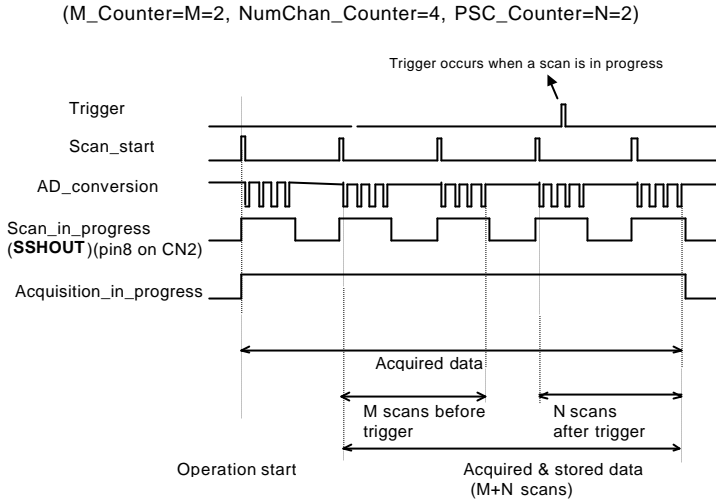 (M_Counter=M=2, NumChan_Counter=4, PSC_Counter=N=2)
Trigger occurs when a scan is in progress
Trigger
Scan_start
AD_conversion
Scan_in_progress
(SSHOUT)(pin8 on CN2)
Acquisition_in_progress
Acquired data
M scans before
trigger
N scans
after trigger
Operation start
Acquired & stored data
(M+N scans)